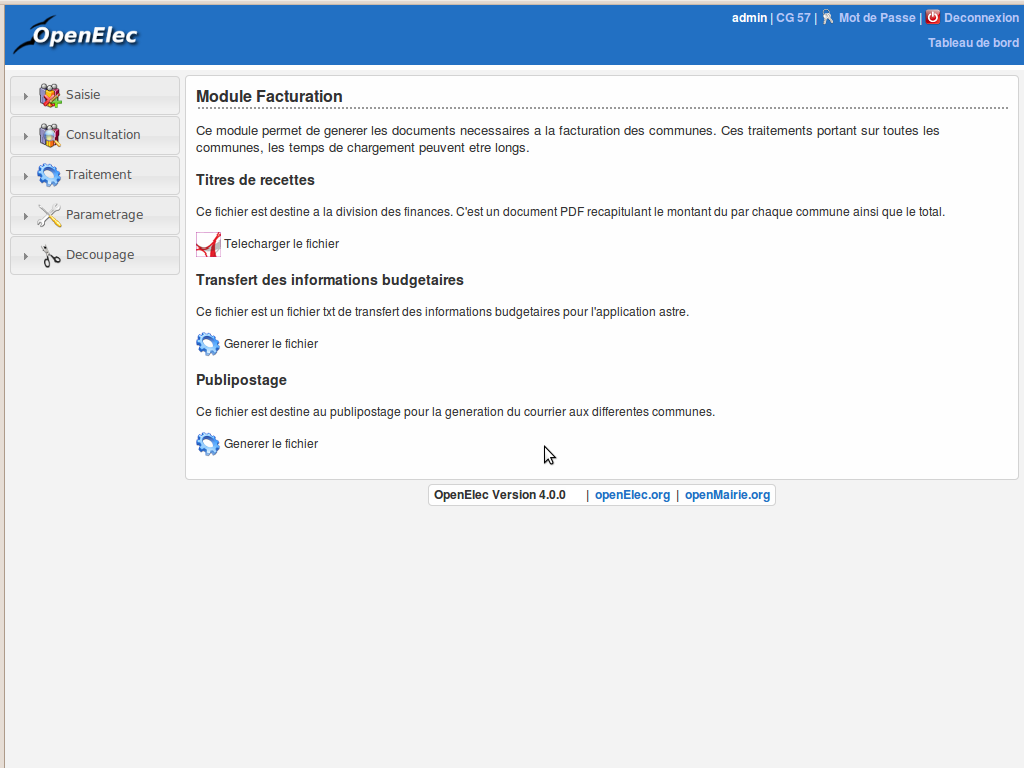 OpenElec
admin | CG 57 | Mot de Passe | Deconnexion
Tableau de bord
Saisie
Consultation
Traitement
Parametrage
Decoupage
Module Facturation
Ce module permet de generer les documents necessaires a la facturation des communes. Ces traitements portant sur toutes les
communes, les temps de chargement peuvent etre longs.
Titres de recettes
Ce fichier est destine a la division des finances. C'est un document PDF recapitulant le montant du par chaque commune ainsi que le total.
Telecharger le fichier
Transfert des informations budgetaires
Ce fichier est un fichier txt de transfert des informations budgetaires pour l'application astre.
Generer le fichier
Publipostage
Ce fichier est destine au publipostage pour la generation du courrier aux differentes communes.
Generer le fichier
OpenElec Version 4.0.0 | openElec.org | openMairie.org